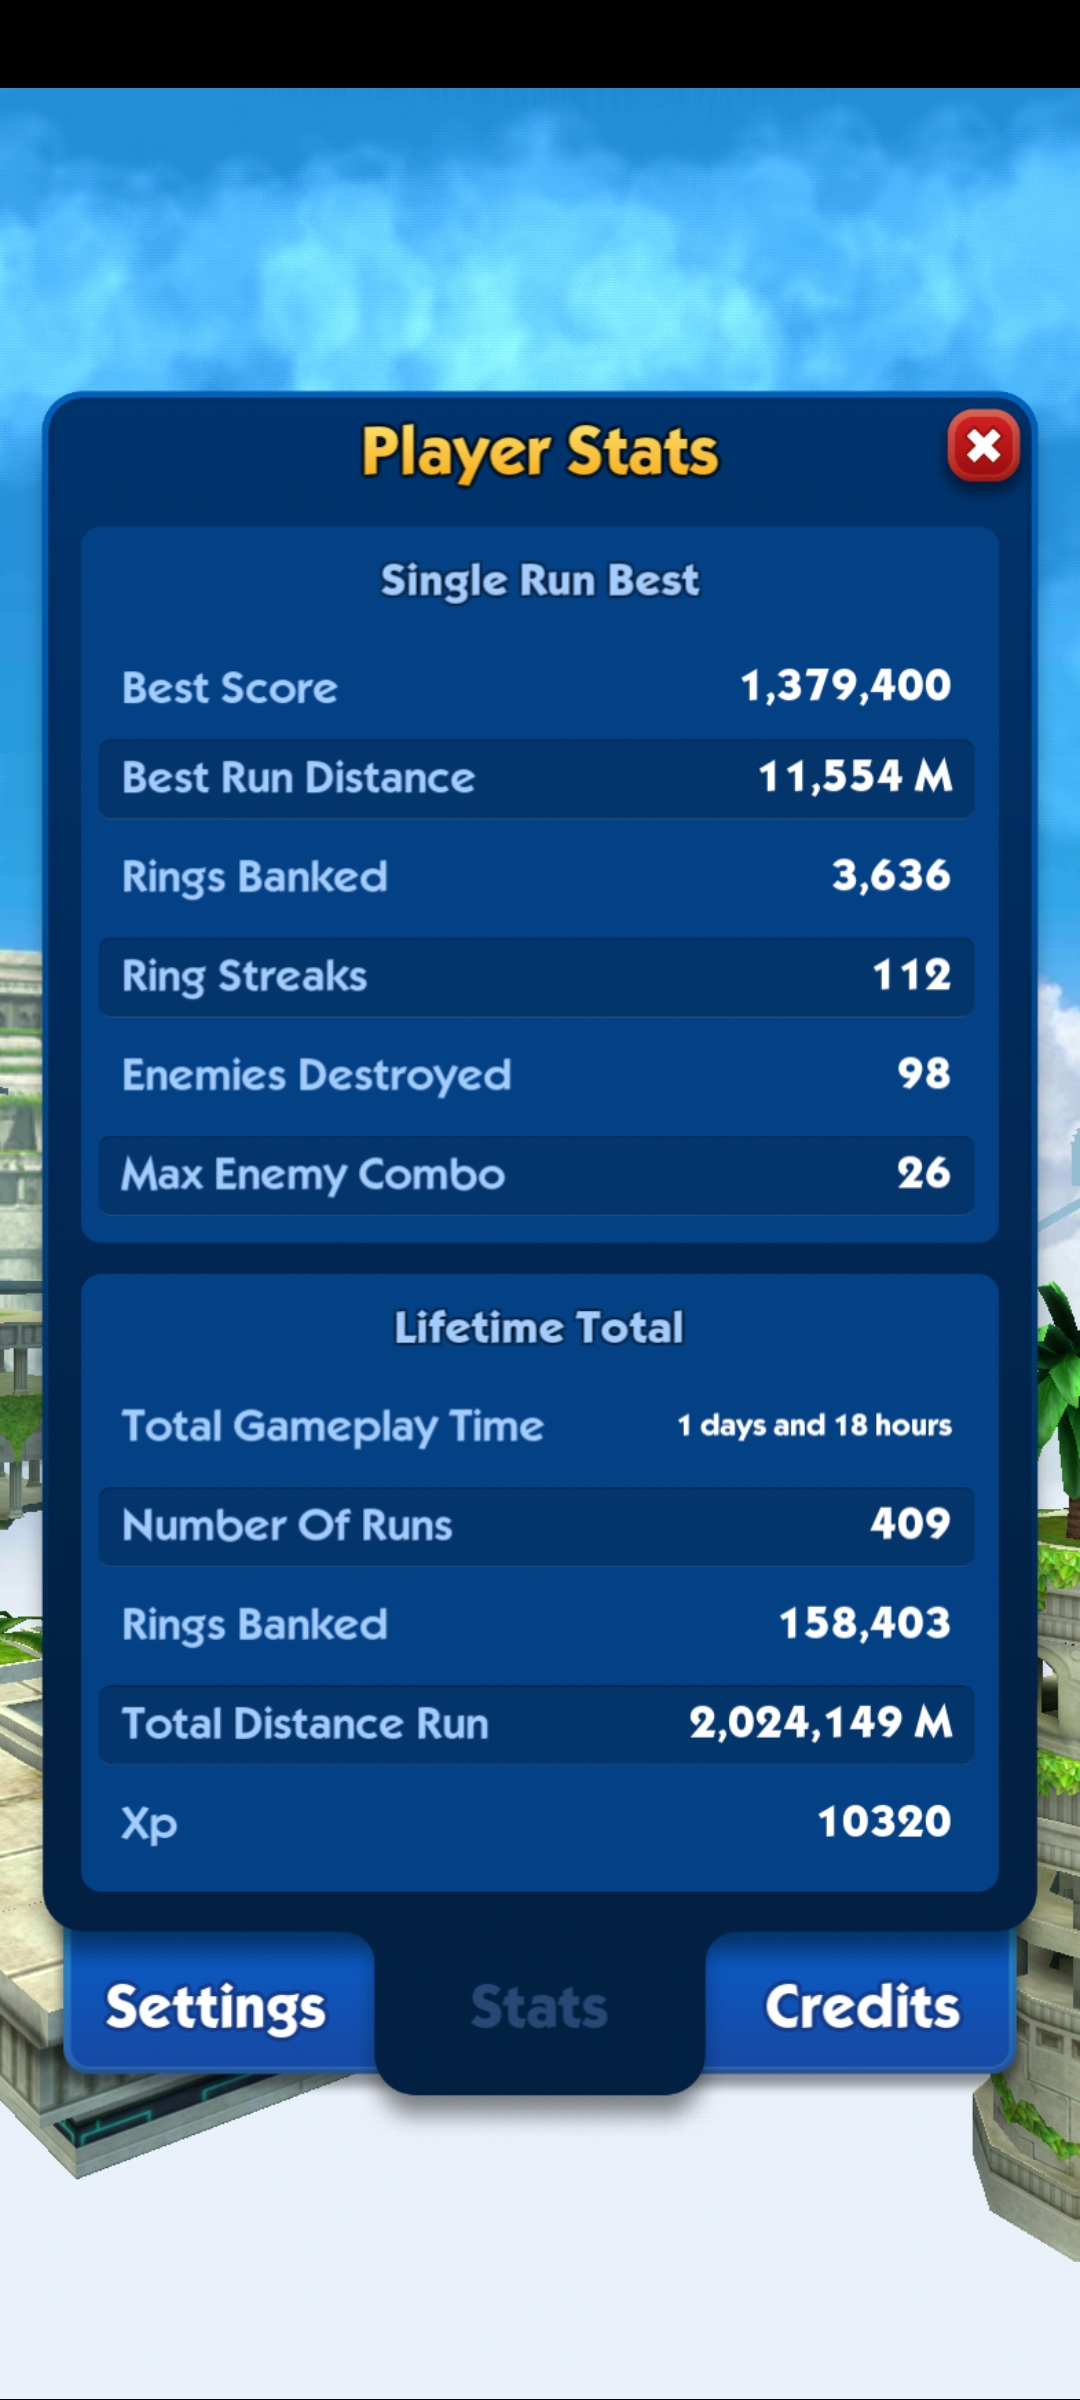 Player Stats
Single Run Best
Best Score 1,379,400
Best Run Distance 11,554 M
Rings Banked 3,636
Ring Streaks 112
Enemies Destroyed 98
Max Enemy Combo 26
Lifetime Total
Total Gameplay Time 1 days and 18 hours
Number Of Runs 409
Rings Banked 158,403
Total Distance Run 2,024,149 M
Xp 10320
Settings Stats Credits